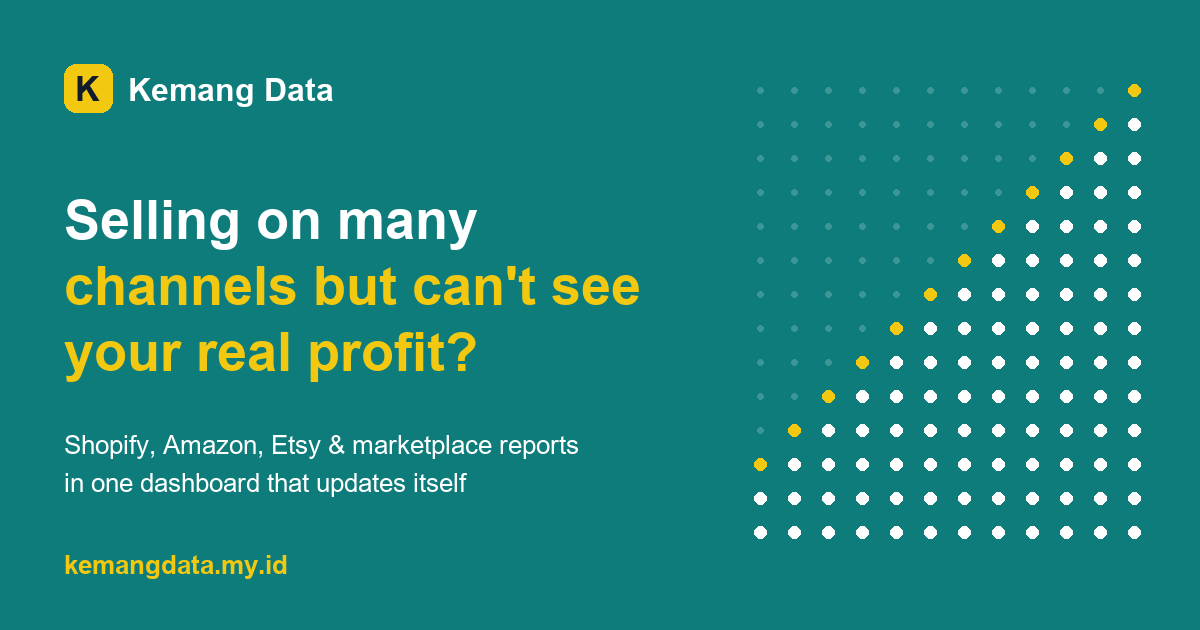 K Kemang Data
Selling on many
channels but can't see
your real profit?
Shopify, Amazon, Etsy & marketplace reports
in one dashboard that updates itself
kemangdata.my.id